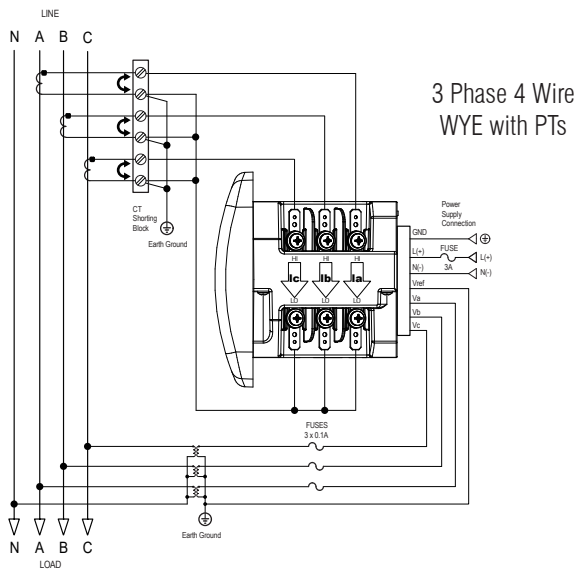 LINE
N A B C
3 Phase 4 Wire
WYE with PTs
CT
Shorting
Block
Earth Ground
Power
Supply
Connection
GND
L(+)
FUSE
3A
L(+)
N(-)
N(-)
Vref
Va
Vb
Vc
HI HI HI
Ic Ib Ia
LO LO LO
FUSES
3 x 0.1A
Earth Ground
N A B C
LOAD